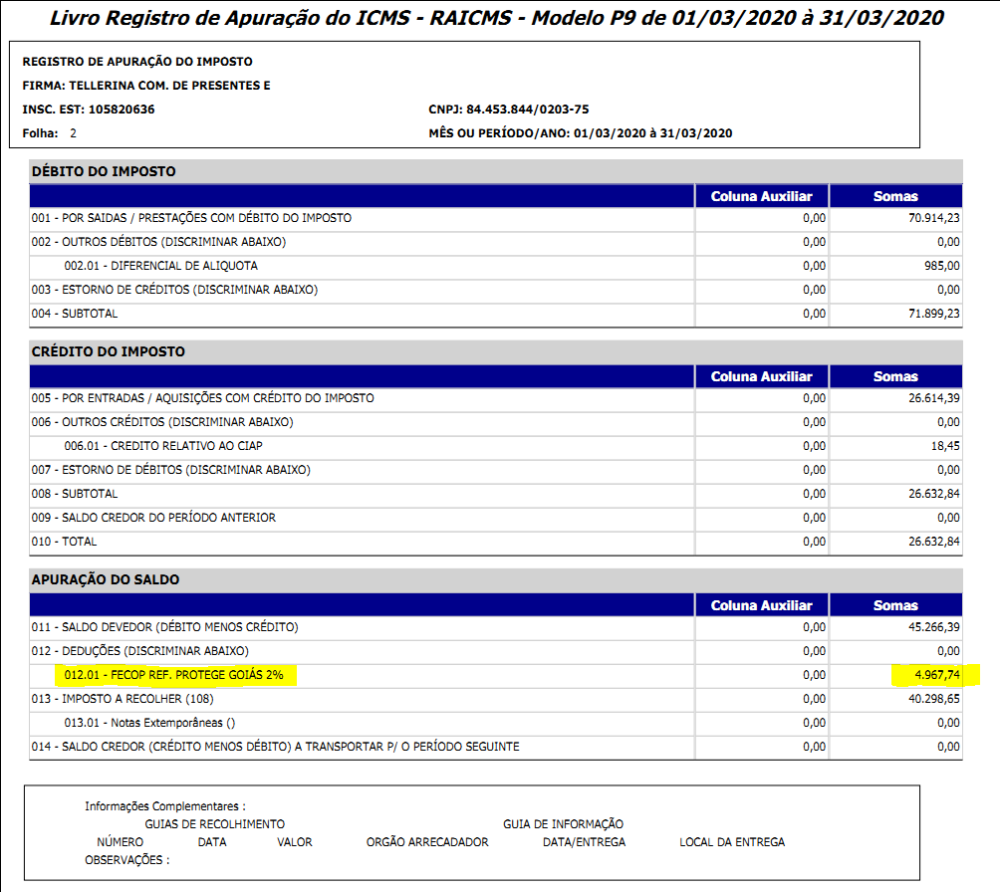 Livro Registro de Apuração do ICMS - RAICMS - Modelo P9 de 01/03/2020 à 31/03/2020
REGISTRO DE APURAÇÃO DO IMPOSTO
FIRMA: TELLERINA COM. DE PRESENTES E
INSC. EST: 105820636 CNPJ: 84.453.844/0203-75
Folha: 2 MÊS OU PERÍODO/ANO: 01/03/2020 à 31/03/2020
DÉBITO DO IMPOSTO
Coluna Auxiliar Somas
001 - POR SAIDAS / PRESTAÇÕES COM DÉBITO DO IMPOSTO 0,00 70.914,23
002 - OUTROS DÉBITOS (DISCRIMINAR ABAIXO) 0,00 0,00
002.01 - DIFERENCIAL DE ALIQUOTA 0,00 985,00
003 - ESTORNO DE CRÉDITOS (DISCRIMINAR ABAIXO) 0,00 0,00
004 - SUBTOTAL 0,00 71.899,23
CRÉDITO DO IMPOSTO
Coluna Auxiliar Somas
005 - POR ENTRADAS / AQUISIÇÕES COM CRÉDITO DO IMPOSTO 0,00 26.614,39
006 - OUTROS CRÉDITOS (DISCRIMINAR ABAIXO) 0,00 0,00
006.01 - CREDITO RELATIVO AO CIAP 0,00 18,45
007 - ESTORNO DE DÉBITOS (DISCRIMINAR ABAIXO) 0,00 0,00
008 - SUBTOTAL 0,00 26.632,84
009 - SALDO CREDOR DO PERÍODO ANTERIOR 0,00 0,00
010 - TOTAL 0,00 26.632,84
APURAÇÃO DO SALDO
Coluna Auxiliar Somas
011 - SALDO DEVEDOR (DÉBITO MENOS CRÉDITO) 0,00 45.266,39
012 - DEDUÇÕES (DISCRIMINAR ABAIXO) 0,00 0,00
012.01 - FECOP REF. PROTEGE GOIÁS 2% 0,00 4.967,74
013 - IMPOSTO A RECOLHER (108) 0,00 40.298,65
013.01 - Notas Extemporâneas () 0,00 0,00
014 - SALDO CREDOR (CRÉDITO MENOS DÉBITO) A TRANSPORTAR P/ O PERÍODO SEGUINTE 0,00 0,00
Informações Complementares :
GUIAS DE RECOLHIMENTO GUIA DE INFORMAÇÃO
NÚMERO DATA VALOR ORGÃO ARRECADADOR DATA/ENTREGA LOCAL DA ENTREGA
OBSERVAÇÕES :